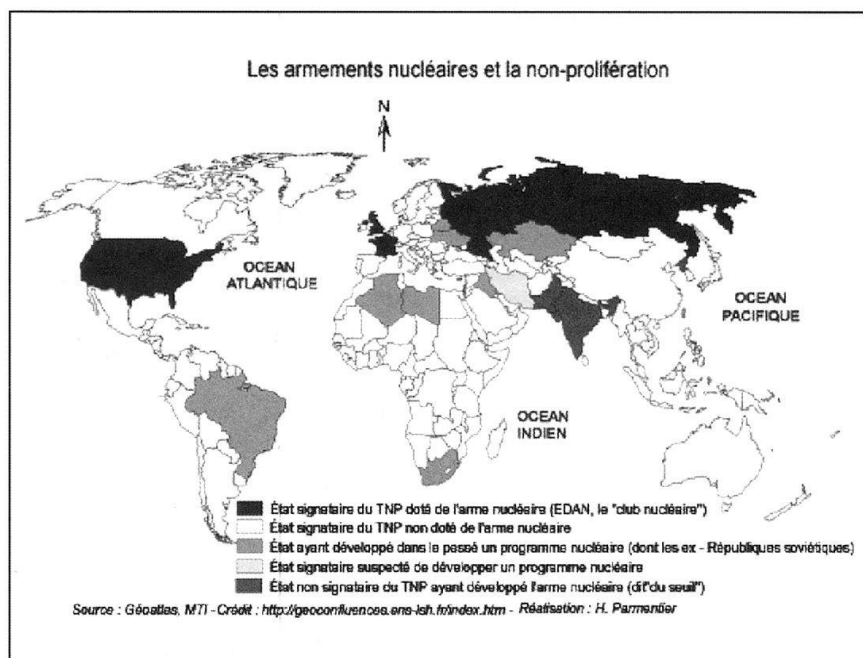 Les armements nucléaires et la non-prolifération
N
OCEAN
ATLANTIQUE
OCEAN
PACIFIQUE
OCEAN
INDIEN
État signataire du TNP doté de l'arme nucléaire (EDAN, le "club nucléaire")
État signataire du TNP non doté de l'arme nucléaire
État ayant développé dans le passé un programme nucléaire (dont les ex - Républiques soviétiques)
État signataire suspecté de développer un programme nucléaire
État non signataire du TNP ayant développé l'arme nucléaire (dit"du seuil")
Source : Géoatlas, MTI - Crédit : http://geoconfluences.ens-lsh.fr/index.htm - Réalisation : H. Parmentier